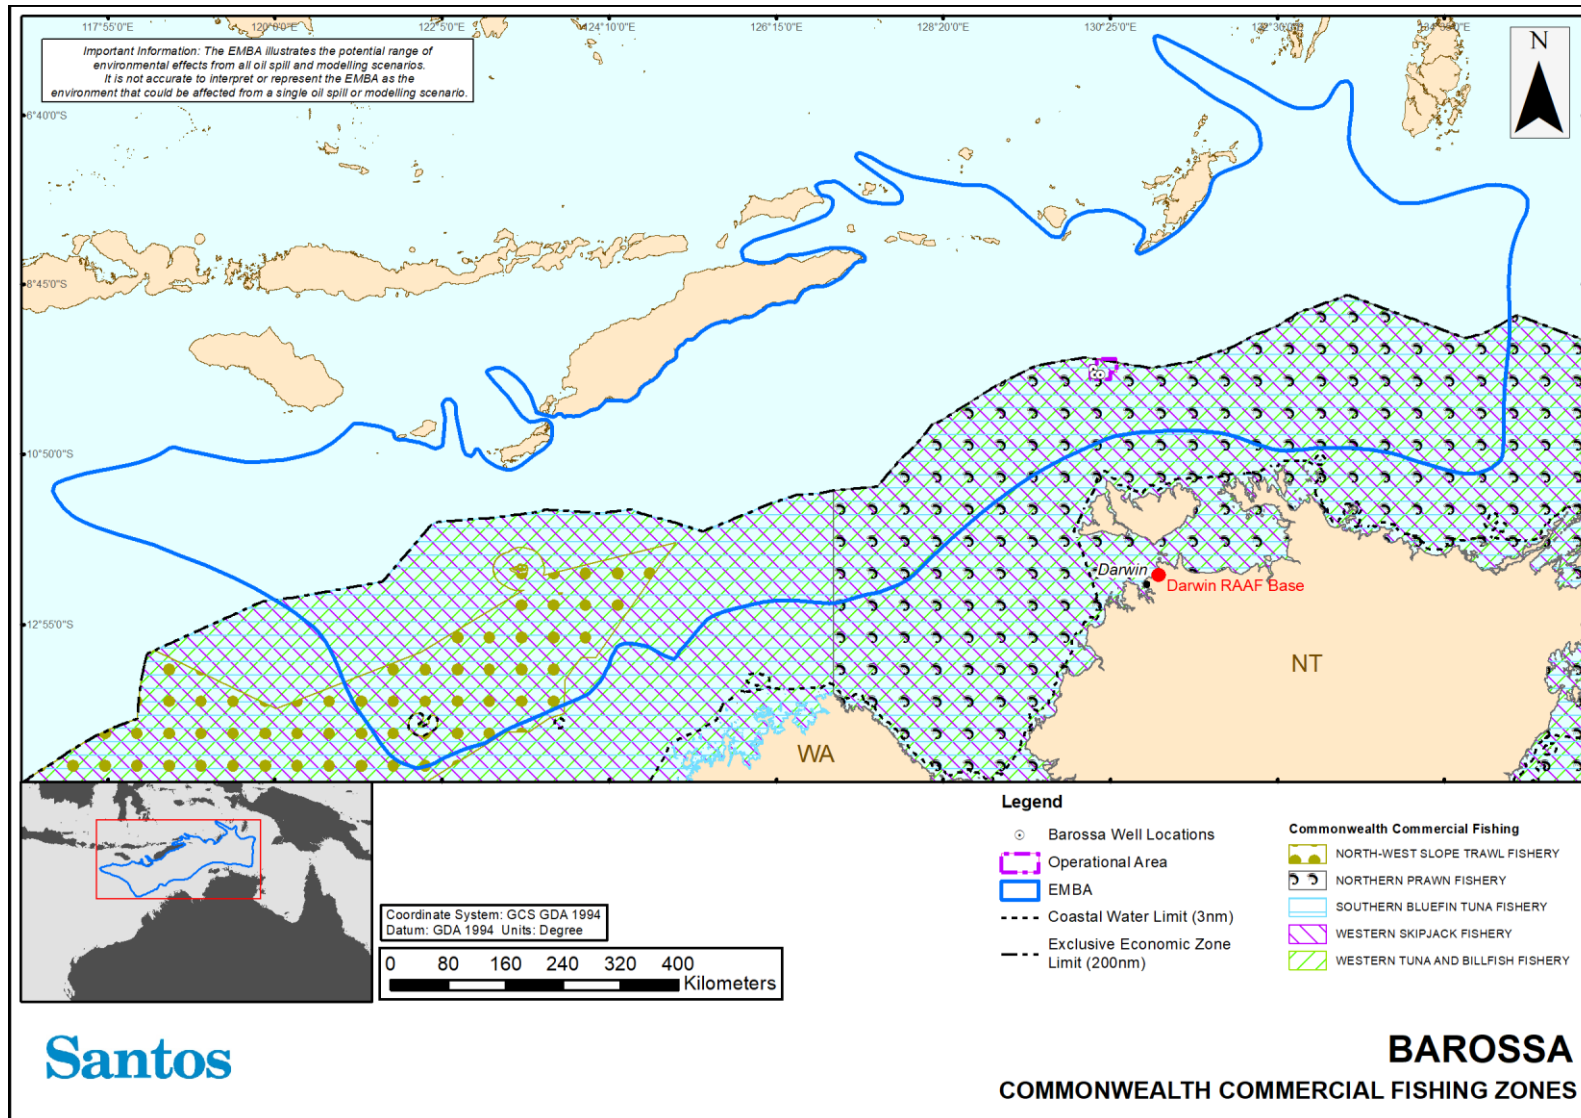 117°55'0"E
120°0'0"E
122°5'0"E
124°10'0"E
126°15'0"E
128°20'0"E
130°25'0"E
132°30'0"E
Important Information: The EMBA illustrates the potential range of
environmental effects from all oil spill and modelling scenarios.
It is not accurate to interpret or represent the EMBA as the
environment that could be affected from a single oil spill or modelling scenario.
N
6°40'0"S
8°45'0"S
10°50'0"S
12°55'0"S
Darwin
Darwin RAAF Base
NT
WA
Legend
Barossa Well Locations
Operational Area
EMBA
Coastal Water Limit (3nm)
Exclusive Economic Zone
Limit (200nm)
Commonwealth Commercial Fishing
NORTH-WEST SLOPE TRAWL FISHERY
NORTHERN PRAWN FISHERY
SOUTHERN BLUEFIN TUNA FISHERY
WESTERN SKIPJACK FISHERY
WESTERN TUNA AND BILLFISH FISHERY
Coordinate System: GCS GDA 1994
Datum: GDA 1994 Units: Degree
0 80 160 240 320 400
Kilometers
Santos
BAROSSA
COMMONWEALTH COMMERCIAL FISHING ZONES